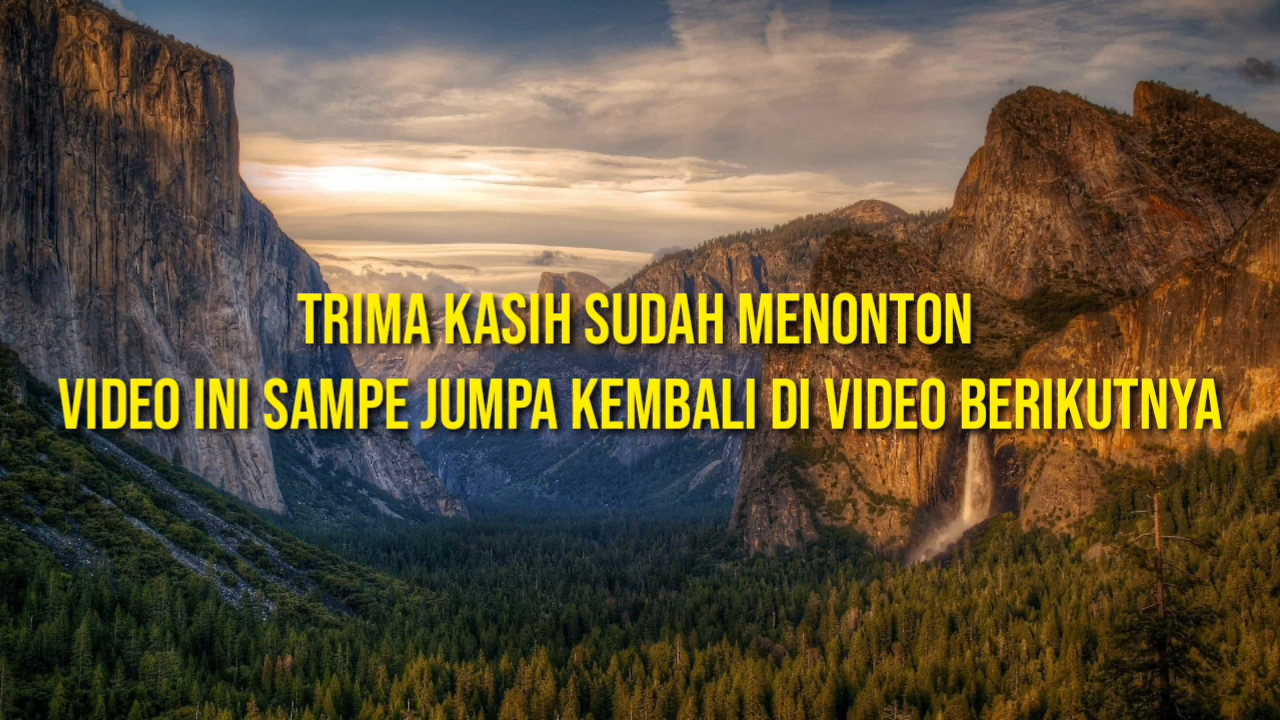 TRIMA KASIH SUDAH MENONTON
VIDEO INI SAMPE JUMPA KEMBALI DI VIDEO BERIKUTNYA